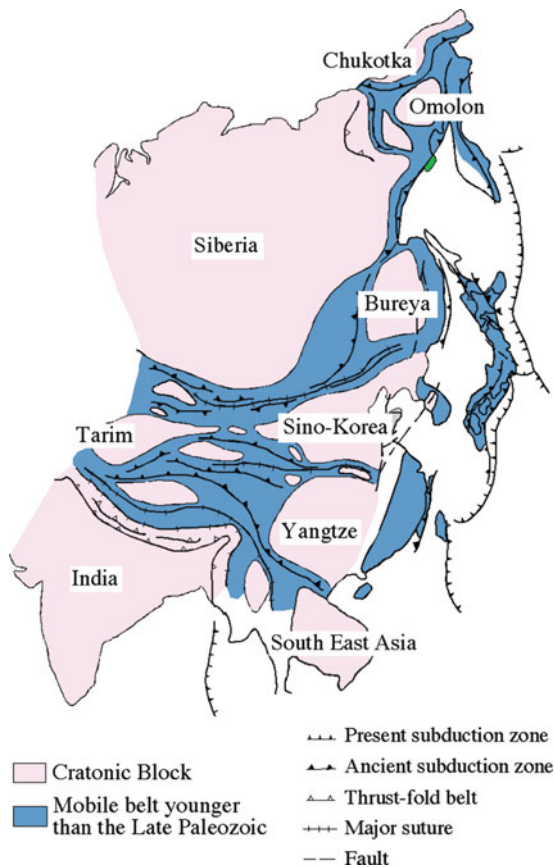 Chukotka
Omolon
Siberia
Bureya
Tarim
Sino-Korea
Yangtze
India
South East Asia
Cratonic Block
Mobile belt younger
than the Late Paleozoic
Present subduction zone
Ancient subduction zone
Thrust-fold belt
Major suture
Fault